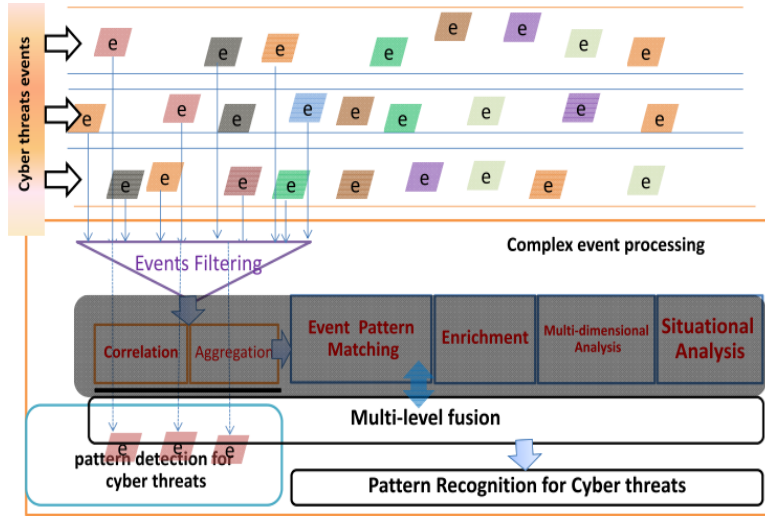 Cyber threats events
e e e e e e e e
e e e e e e e e e
e e e e e e e e e
Complex event processing
Events Filtering
Correlation
Aggregation
Event Pattern
Matching
Enrichment
Multi-dimensional
Analysis
Situational
Analysis
Multi-level fusion
e e e
pattern detection for
cyber threats
Pattern Recognition for Cyber threats